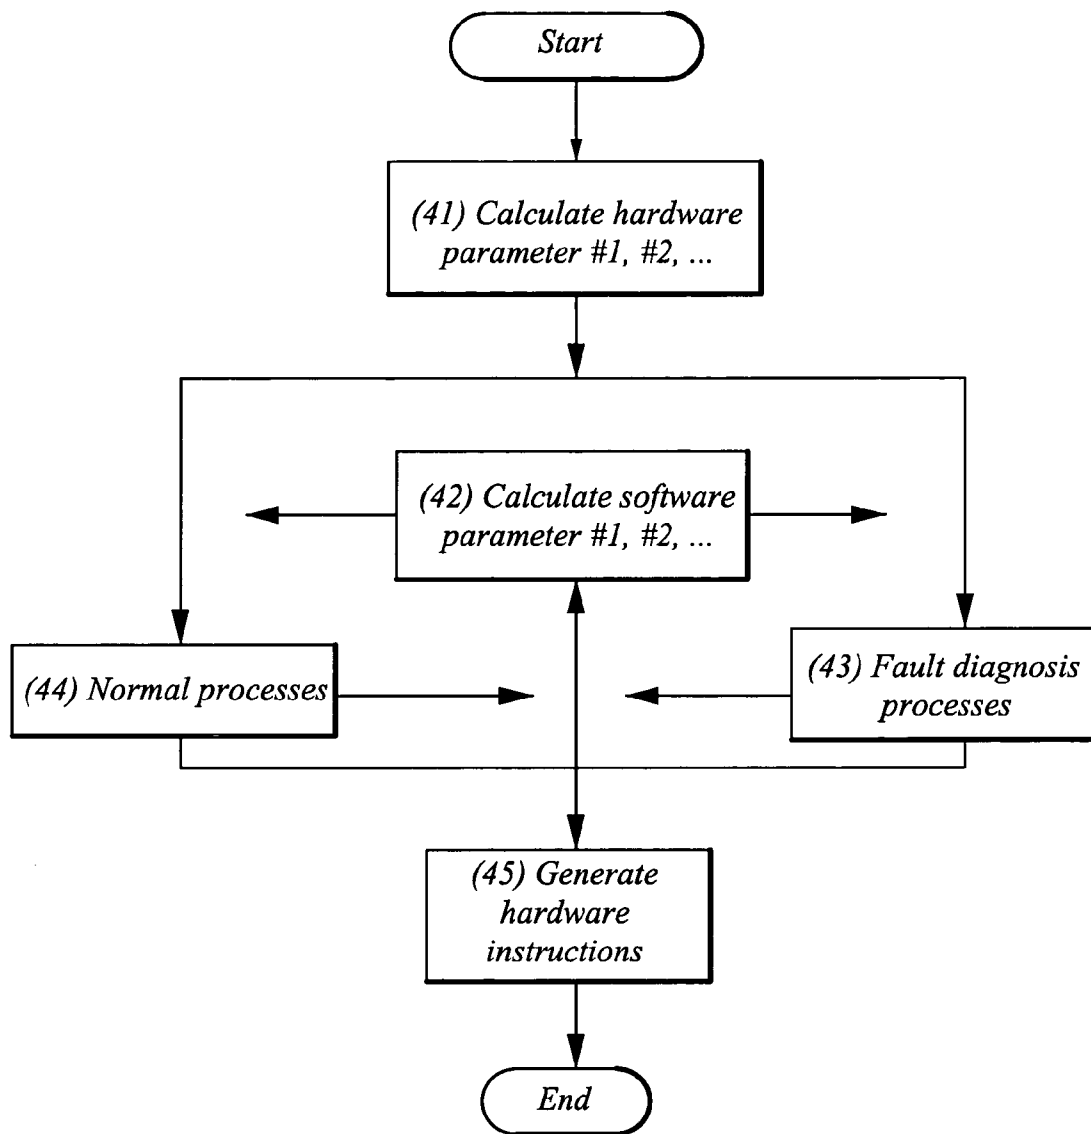 Start
(41) Calculate hardware
parameter #1, #2, ...
(42) Calculate software
parameter #1, #2, ...
(44) Normal processes
(43) Fault diagnosis
processes
(45) Generate
hardware
instructions
End